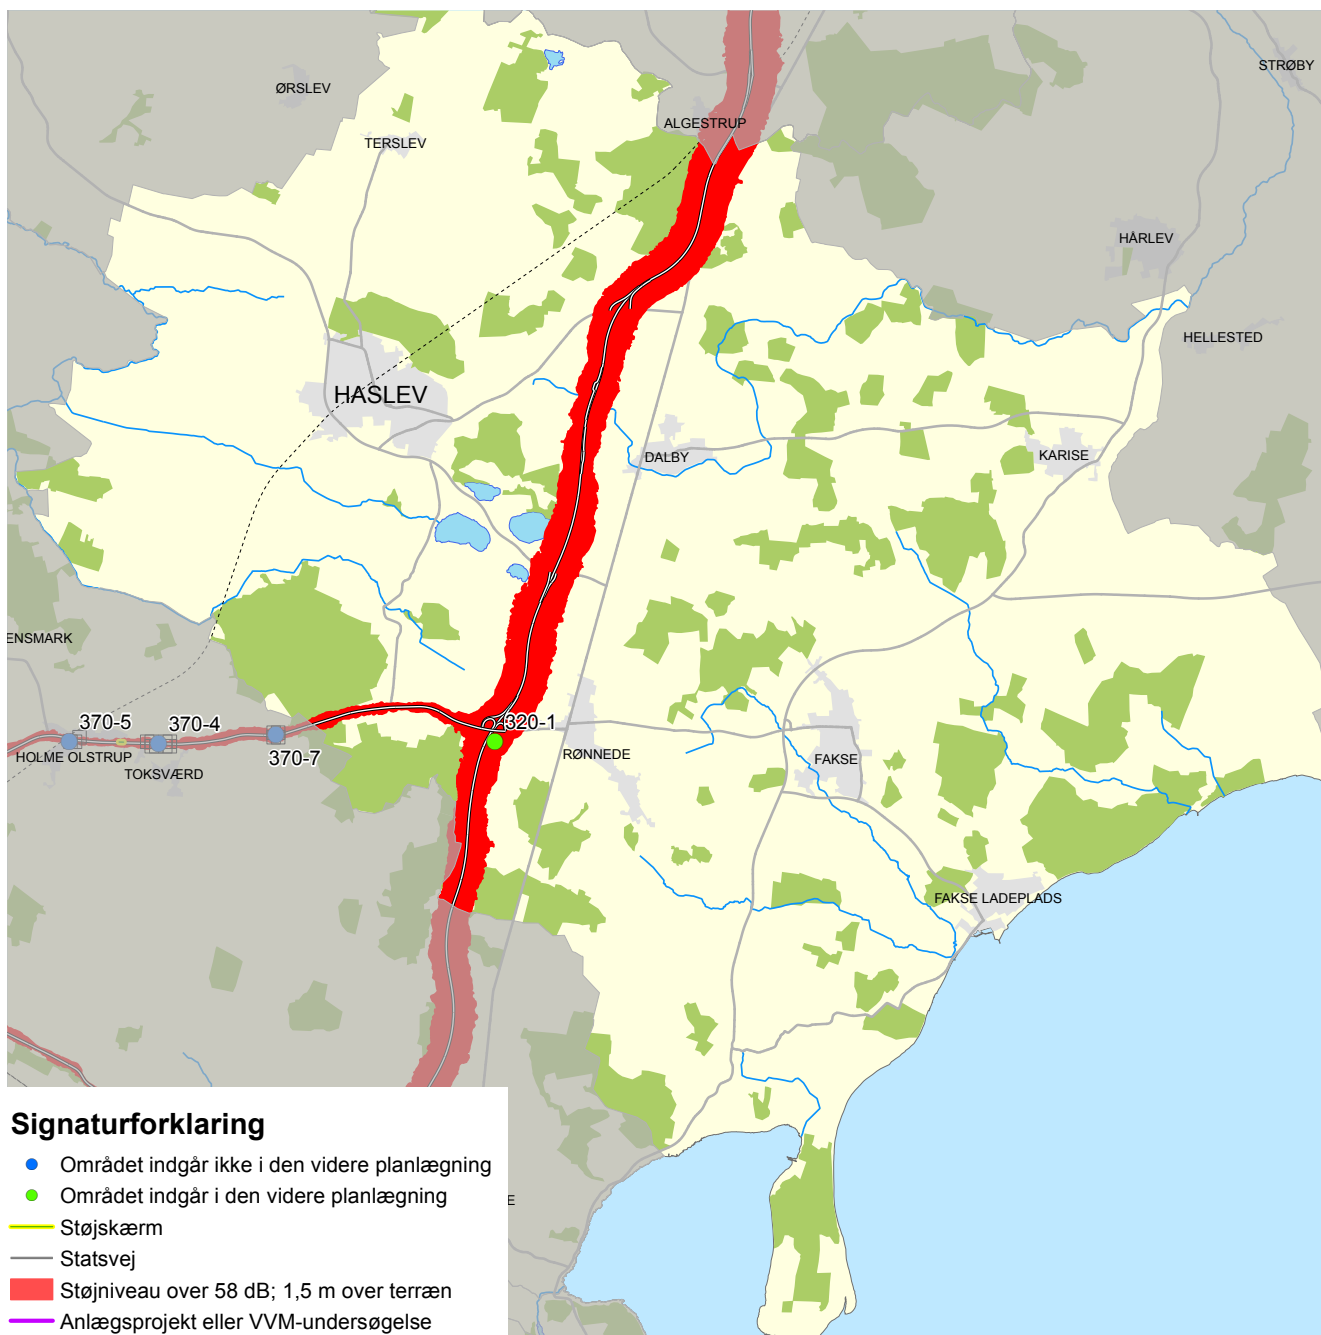 STRØBY
ØRSLEV
ALGESTRUP
TERSLEV
HÅRLEV
HELLESTED
HASLEV
DALBY
KARISE
ENSMARK
370-5
370-4
320-1
HOLME OLSTRUP
370-7
RØNNEDE
FAKSE
TOKSVÆRD
FAKSE LADEPLADS
Signaturforklaring
Området indgår ikke i den videre planlægning
Området indgår i den videre planlægning
E
Støjskærm
Statsvej
Støjniveau over 58 dB; 1,5 m over terræn
Anlægsprojekt eller VVM-undersøgelse